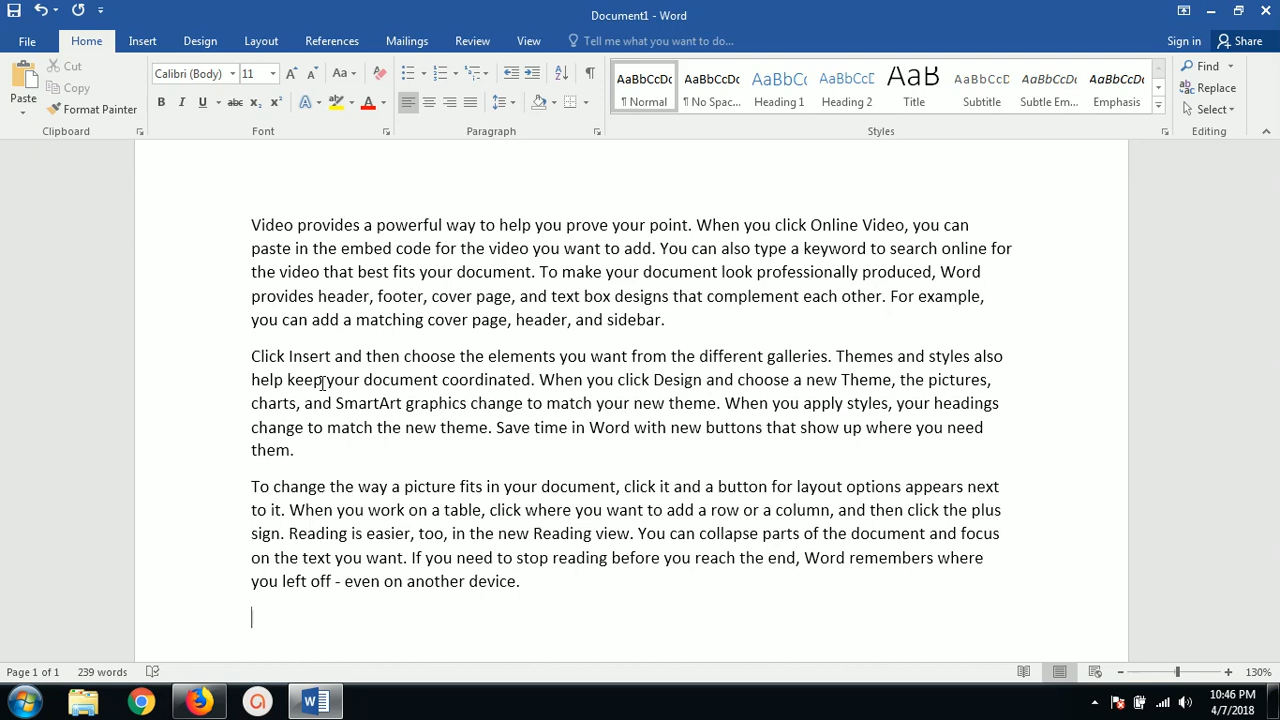 Document1 - Word
File Home Insert Design Layout References Mailings Review View Tell me what you want to do... Sign in Share
Paste
Cut
Copy
Format Painter
Clipboard
Calibri (Body) 11
Font
Paragraph
AaBbCcDc AaBbCcDc AaBbCc AaBbCcC AaB AaBbCcD AaBbCcDc AaBbCcDc
¶ Normal ¶ No Spac... Heading 1 Heading 2 Title Subtitle Subtle Em... Emphasis
Styles
Find
Replace
Select
Editing
Video provides a powerful way to help you prove your point. When you click Online Video, you can
paste in the embed code for the video you want to add. You can also type a keyword to search online for
the video that best fits your document. To make your document look professionally produced, Word
provides header, footer, cover page, and text box designs that complement each other. For example,
you can add a matching cover page, header, and sidebar.
Click Insert and then choose the elements you want from the different galleries. Themes and styles also
help keep your document coordinated. When you click Design and choose a new Theme, the pictures,
charts, and SmartArt graphics change to match your new theme. When you apply styles, your headings
change to match the new theme. Save time in Word with new buttons that show up where you need
them.
To change the way a picture fits in your document, click it and a button for layout options appears next
to it. When you work on a table, click where you want to add a row or a column, and then click the plus
sign. Reading is easier, too, in the new Reading view. You can collapse parts of the document and focus
on the text you want. If you need to stop reading before you reach the end, Word remembers where
you left off - even on another device.
Page 1 of 1 239 words 130%
10:46 PM
4/7/2018